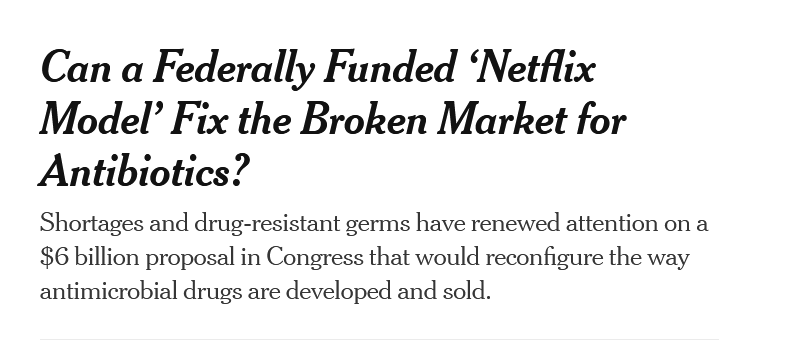 Can a Federally Funded ‘Netflix
Model’ Fix the Broken Market for
Antibiotics?
Shortages and drug-resistant germs have renewed attention on a
$6 billion proposal in Congress that would reconfigure the way
antimicrobial drugs are developed and sold.